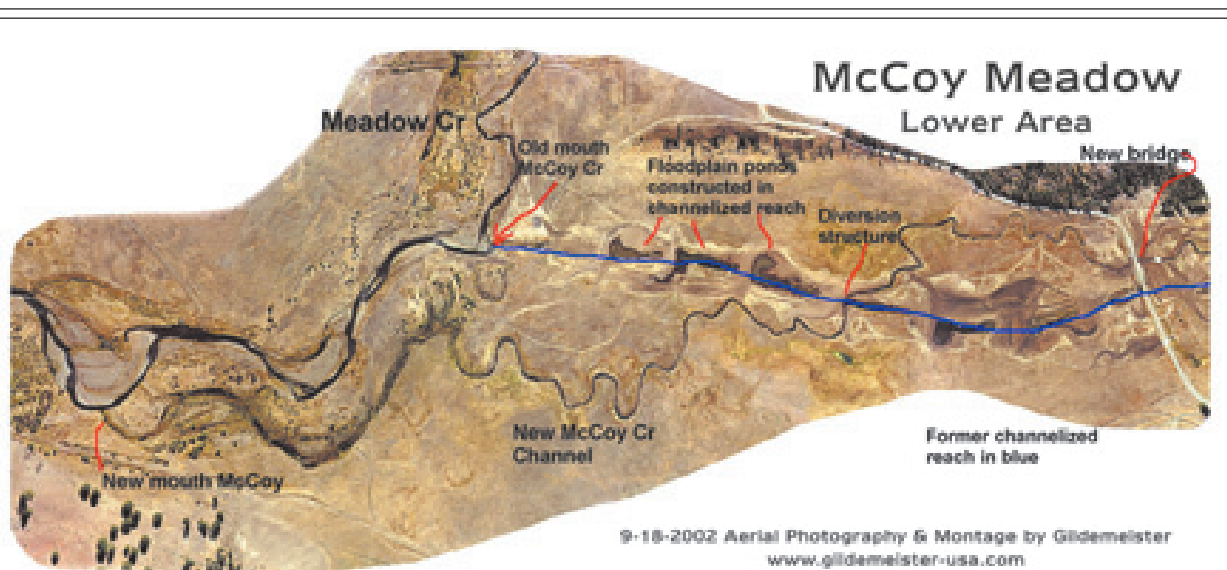 McCoy Meadow
Lower Area
Meadow Cr
Old mouth
McCoy Cr
Floodplain ponds
constructed in
channelized reach
Diversion
structure
New bridge
New McCoy Cr
Channel
Former channelized
reach in blue
New mouth McCoy
9-18-2002 Aerial Photography & Montage by Gildemeister
www.gildemeister-usa.com